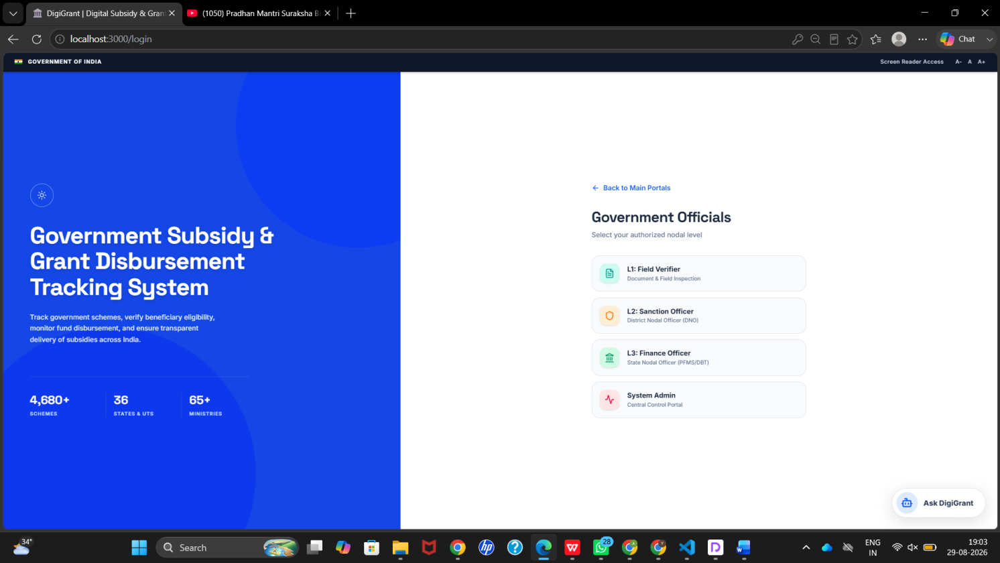 DigiGrant | Digital Subsidy & Grant
(1050) Pradhan Mantri Suraksha B
localhost:3000/login
Chat
GOVERNMENT OF INDIA
Screen Reader Access
A-
A
A+
Government Subsidy &
Grant Disbursement
Tracking System
Track government schemes, verify beneficiary eligibility,
monitor fund disbursement, and ensure transparent
delivery of subsidies across India.
4,680+
SCHEMES
36
STATES & UTS
65+
MINISTRIES
Back to Main Portals
Government Officials
Select your authorized nodal level
L1: Field Verifier
Document & Field Inspection
L2: Sanction Officer
District Nodal Officer (DNO)
L3: Finance Officer
State Nodal Officer (PFMS/DBT)
System Admin
Central Control Portal
Ask DigiGrant
34°
Search
28
ENG
IN
19:03
29-08-2026